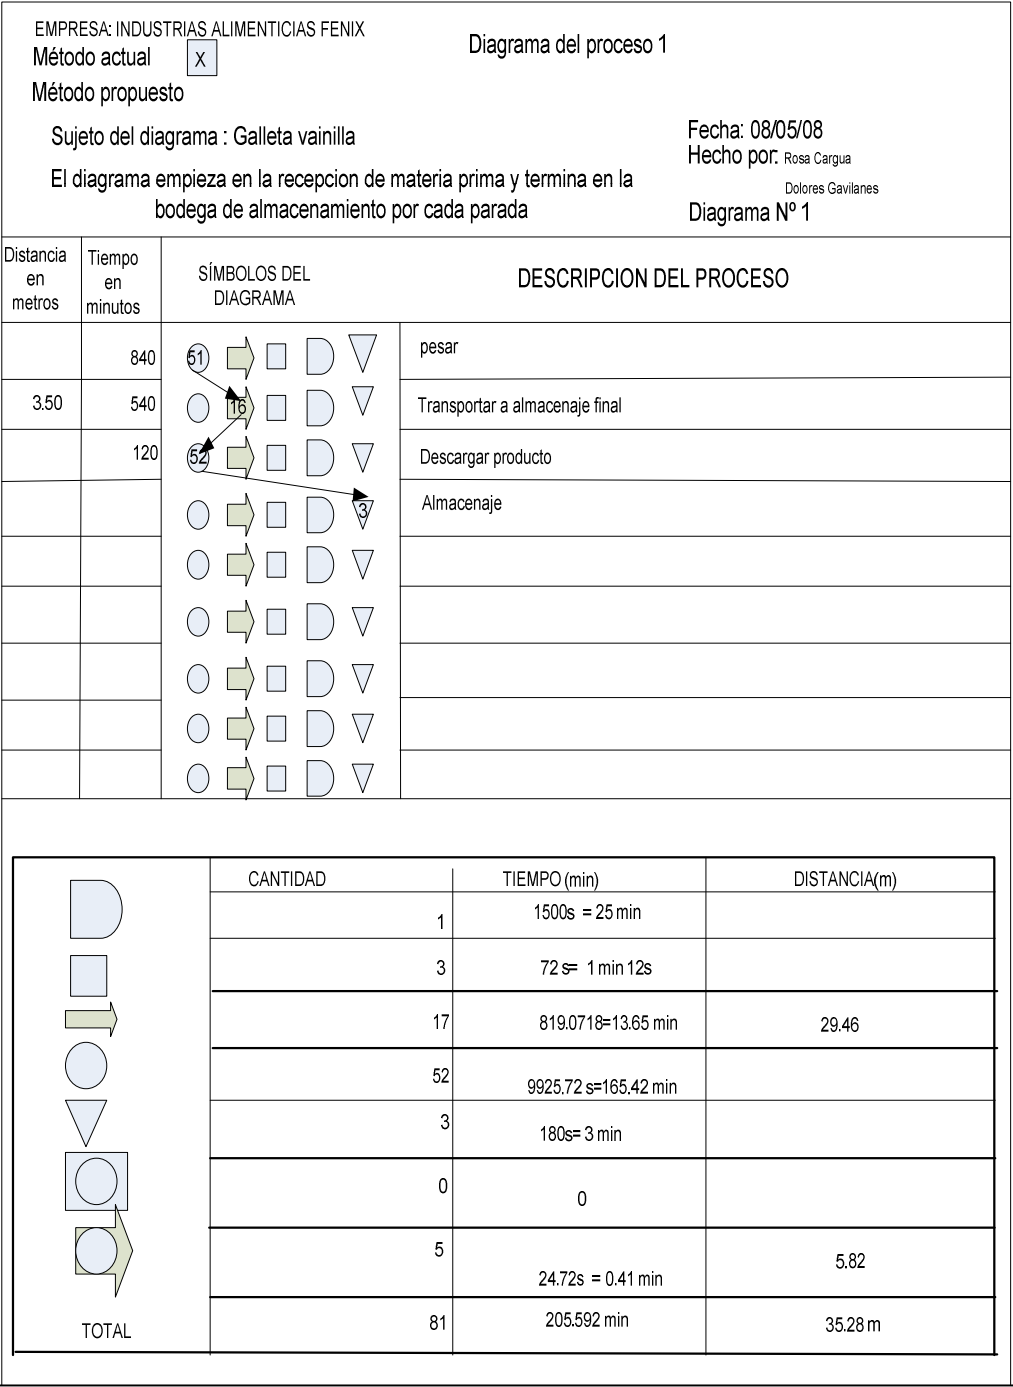 EMPRESA: INDUSTRIAS ALIMENTICIAS FENIX
Diagrama del proceso 1
Método actual X
Método propuesto
Sujeto del diagrama : Galleta vainilla
Fecha: 08/05/08
Hecho por: Rosa Cargua
Dolores Gavilanes
El diagrama empieza en la recepcion de materia prima y termina en la
bodega de almacenamiento por cada parada
Diagrama Nº 1
Distancia
en
metros
Tiempo
en
minutos
SÍMBOLOS DEL
DIAGRAMA
DESCRIPCION DEL PROCESO
840 51 pesar
3.50 540 16 Transportar a almacenaje final
120 52 Descargar producto
3 Almacenaje
CANTIDAD TIEMPO (min) DISTANCIA(m)
1 1500s = 25 min
3 72 s= 1 min 12s
17 819.0718=13.65 min 29.46
52 9925.72 s=165.42 min
3 180s= 3 min
0 0
5 24.72s = 0.41 min 5.82
TOTAL 81 205.592 min 35.28 m